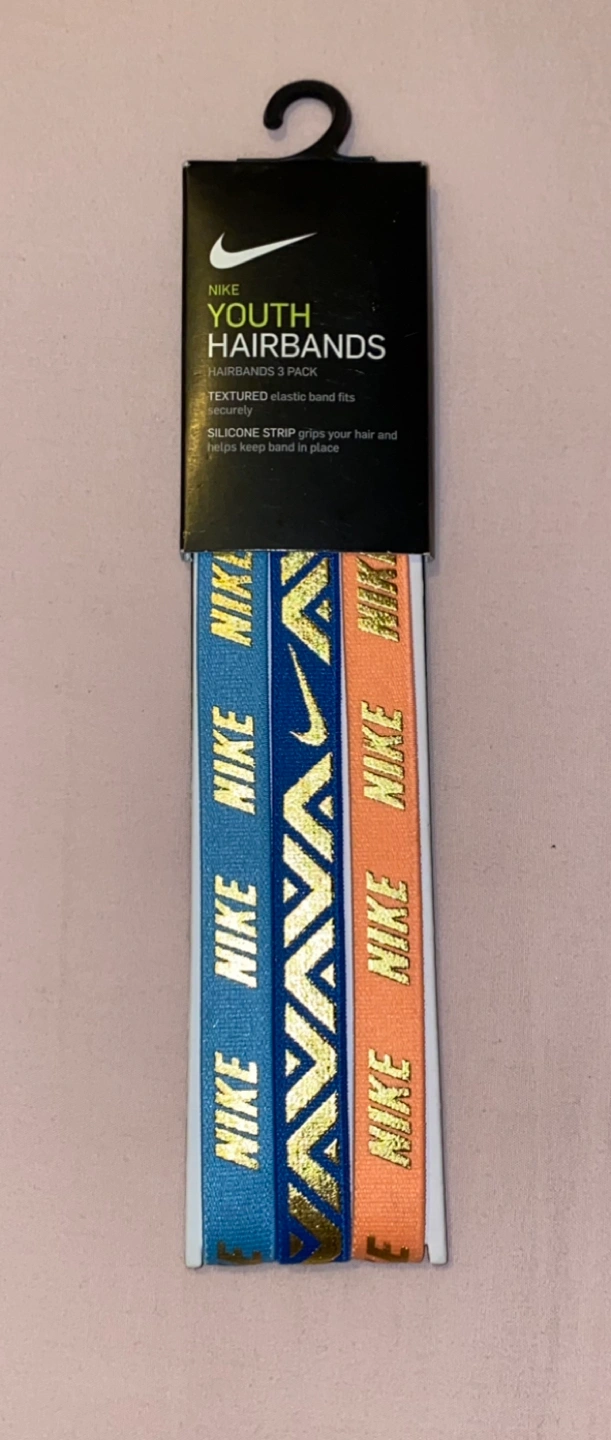 NIKE
YOUTH
HAIRBANDS
HAIRBANDS 3 PACK
TEXTURED elastic band fits
securely
SILICONE STRIP grips your hair and
helps keep band in place
NIKE
NIKE
NIKE
NIKE
NIKE
NIKE
NIKE
NIKE
E
E